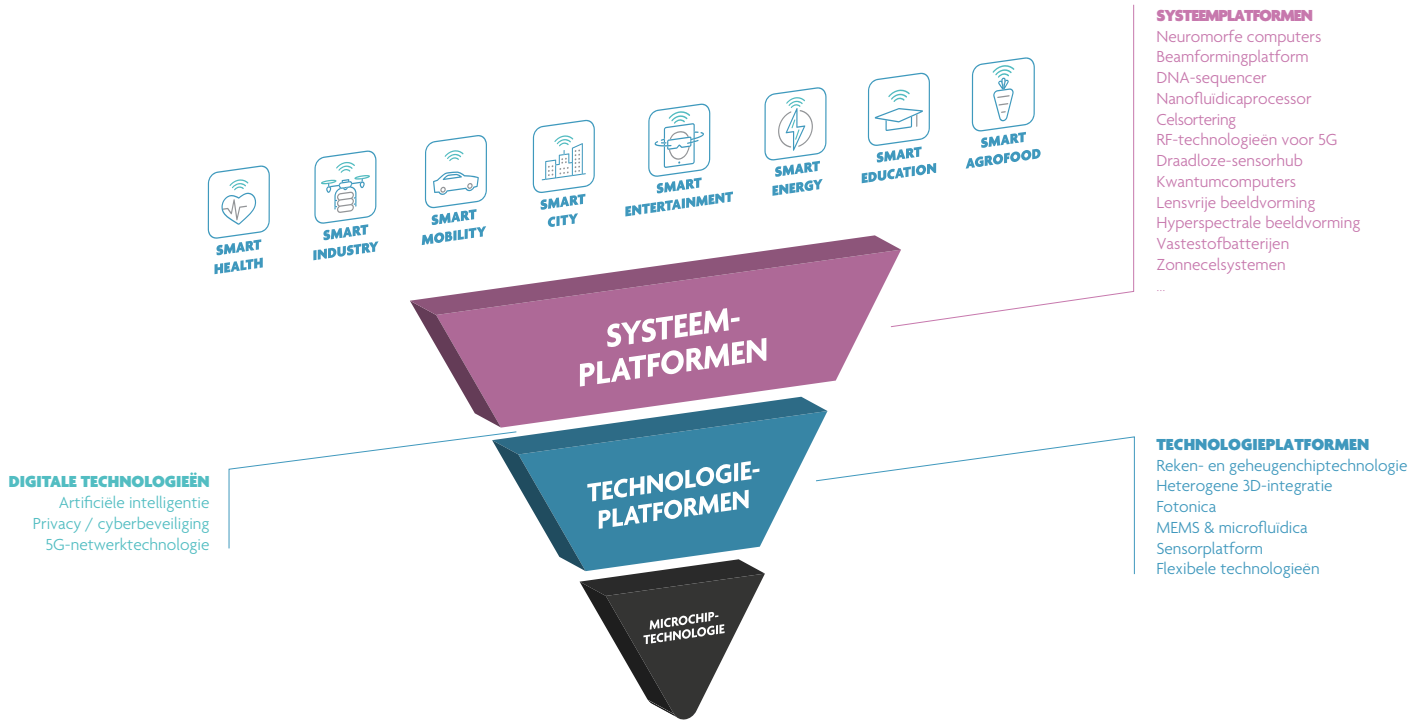 SMART
HEALTH
SMART
INDUSTRY
SMART
MOBILITY
SMART
CITY
SMART
ENTERTAINMENT
SMART
ENERGY
SMART
EDUCATION
SMART
AGROFOOD
SYSTEEMPLATFORMEN
Neuromorfe computers
Beamformingplatform
DNA-sequencer
Nanofluïdicaprocessor
Celsortering
RF-technologieën voor 5G
Draadloze-sensorhub
Kwantumcomputers
Lensvrije beeldvorming
Hyperspectrale beeldvorming
Vastestofbatterijen
Zonnecelsystemen
...
SYSTEEM-
PLATFORMEN
DIGITALE TECHNOLOGIEËN
Artificiële intelligentie
Privacy / cyberbeveiliging
5G-netwerktechnologie
TECHNOLOGIE-
PLATFORMEN
TECHNOLOGIEPLATFORMEN
Reken- en geheugenchiptechnologie
Heterogene 3D-integratie
Fotonica
MEMS & microfluïdica
Sensorplatform
Flexibele technologieën
MICROCHIP-
TECHNOLOGIE